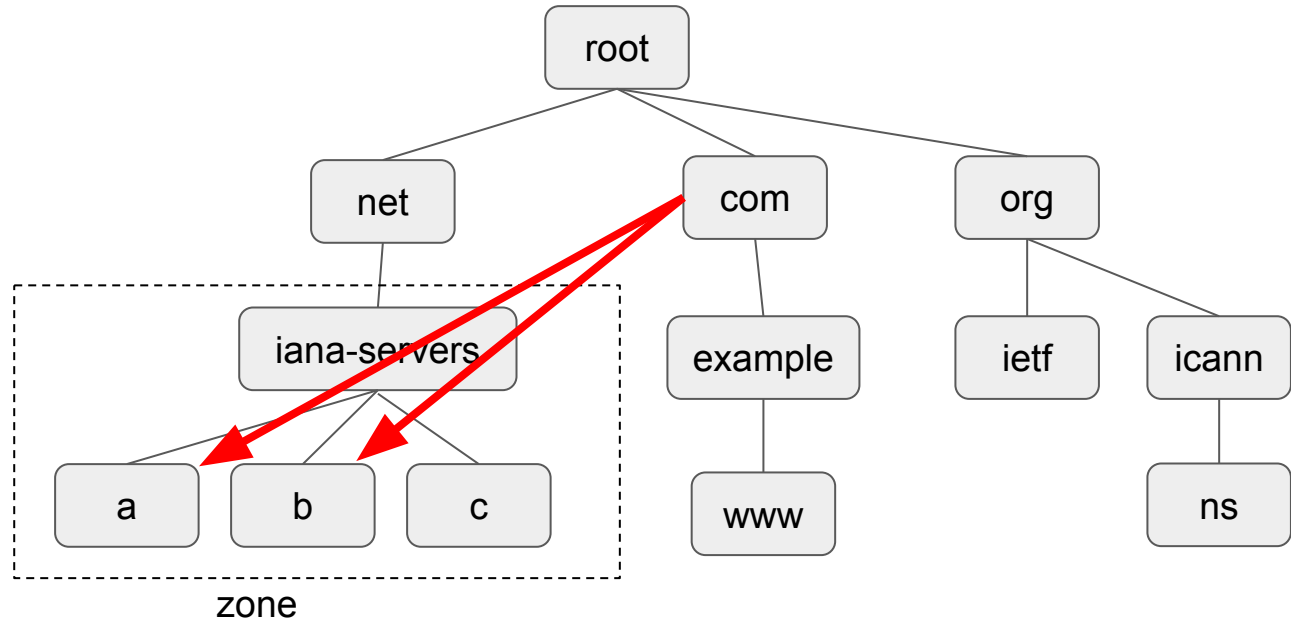 root
net
com
org
iana-servers
example
ietf
icann
a
b
c
www
ns
zone